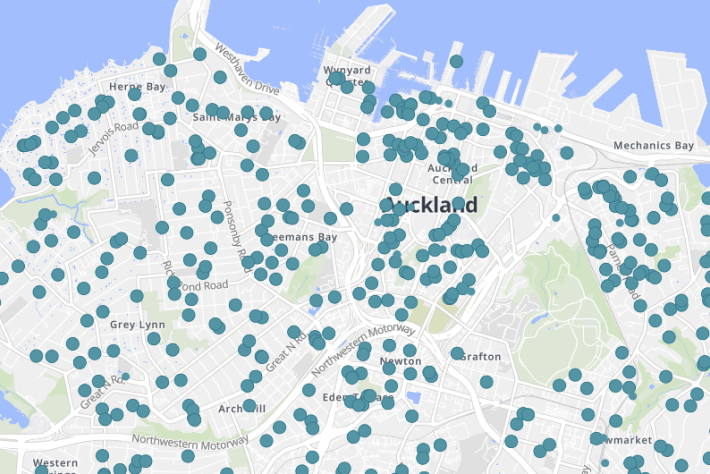 Westhaven Drive
Wynyard
Quarter
Herne Bay
Saint Marys Bay
Jervois Road
Mechanics Bay
Auckland
Central
Auckland
Ponsonby Road
Freemans Bay
Parnell
Richmond Road
Grey Lynn
Great N Rd
Northwestern Motorway
Newton
Grafton
Great N Rd
Eden Terrace
Arch Hill
Northwestern Motorway
Newmarket
Western
Springs